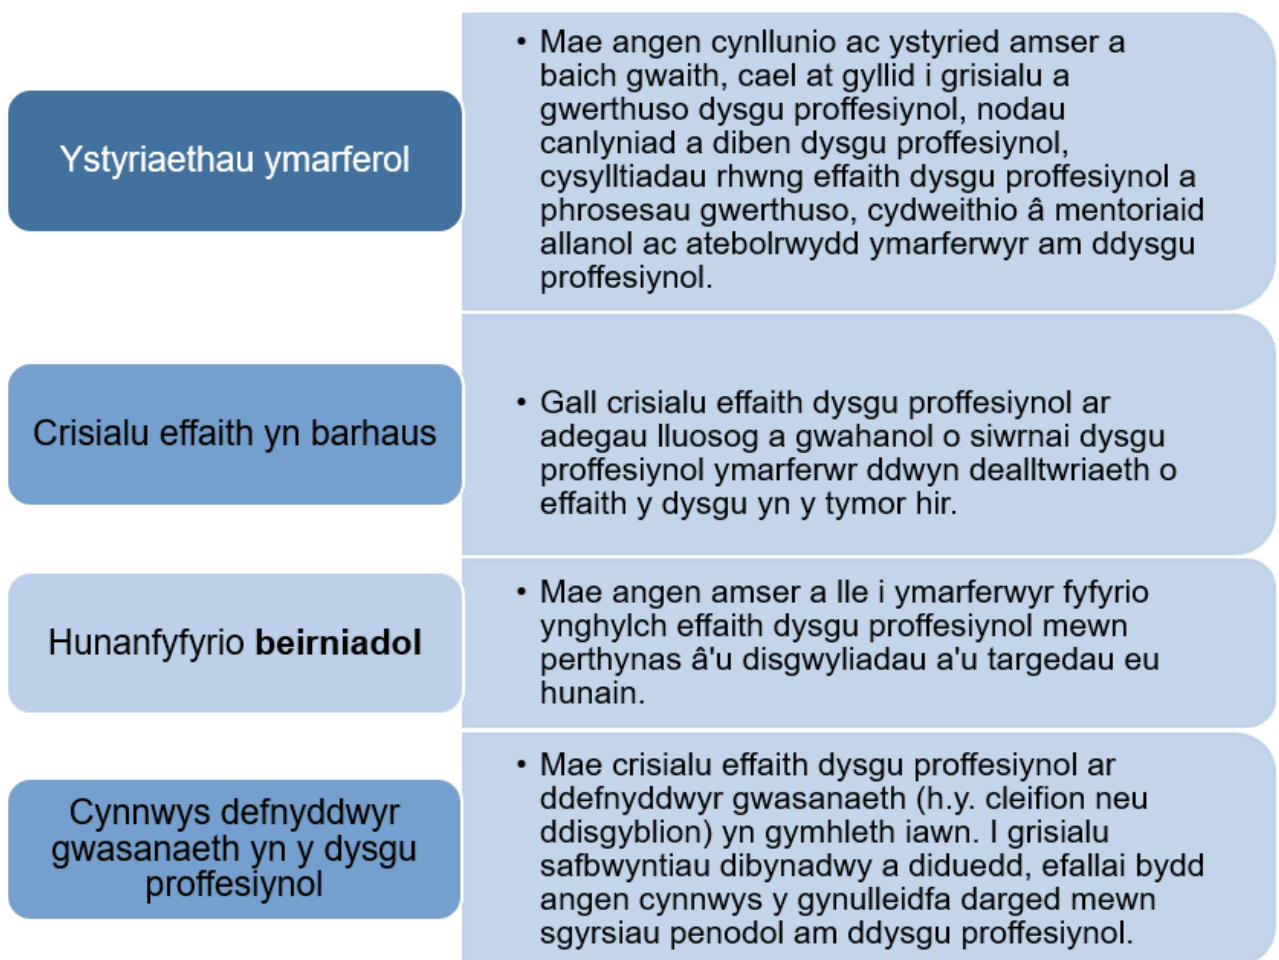 Ystyriaethau ymarferol
• Mae angen cynllunio ac ystyried amser a
baich gwaith, cael at gyllid i grisialu a
gwerthuso dysgu proffesiynol, nodau
canlyniad a diben dysgu proffesiynol,
cysylltiadau rhwng effaith dysgu proffesiynol a
phrosesau gwerthuso, cydweithio â mentoriaid
allanol ac atebolrwydd ymarferwyr am ddysgu
proffesiynol.
Crisialu effaith yn barhaus
• Gall crisialu effaith dysgu proffesiynol ar
adegau lluosog a gwahanol o siwrnai dysgu
proffesiynol ymarferwr ddwyn dealltwriaeth o
effaith y dysgu yn y tymor hir.
Hunanfyfyrio beirniadol
• Mae angen amser a lle i ymarferwyr fyfyrio
ynghylch effaith dysgu proffesiynol mewn
perthynas â'u disgwyliadau a'u targedau eu
hunain.
Cynnwys defnyddwyr
gwasanaeth yn y dysgu
proffesiynol
• Mae crisialu effaith dysgu proffesiynol ar
ddefnyddwyr gwasanaeth (h.y. cleifion neu
ddisgyblion) yn gymhleth iawn. I grisialu
safbwyntiau dibynadwy a diduedd, efallai bydd
angen cynnwys y gynulleidfa darged mewn
sgyrsiau penodol am ddysgu proffesiynol.